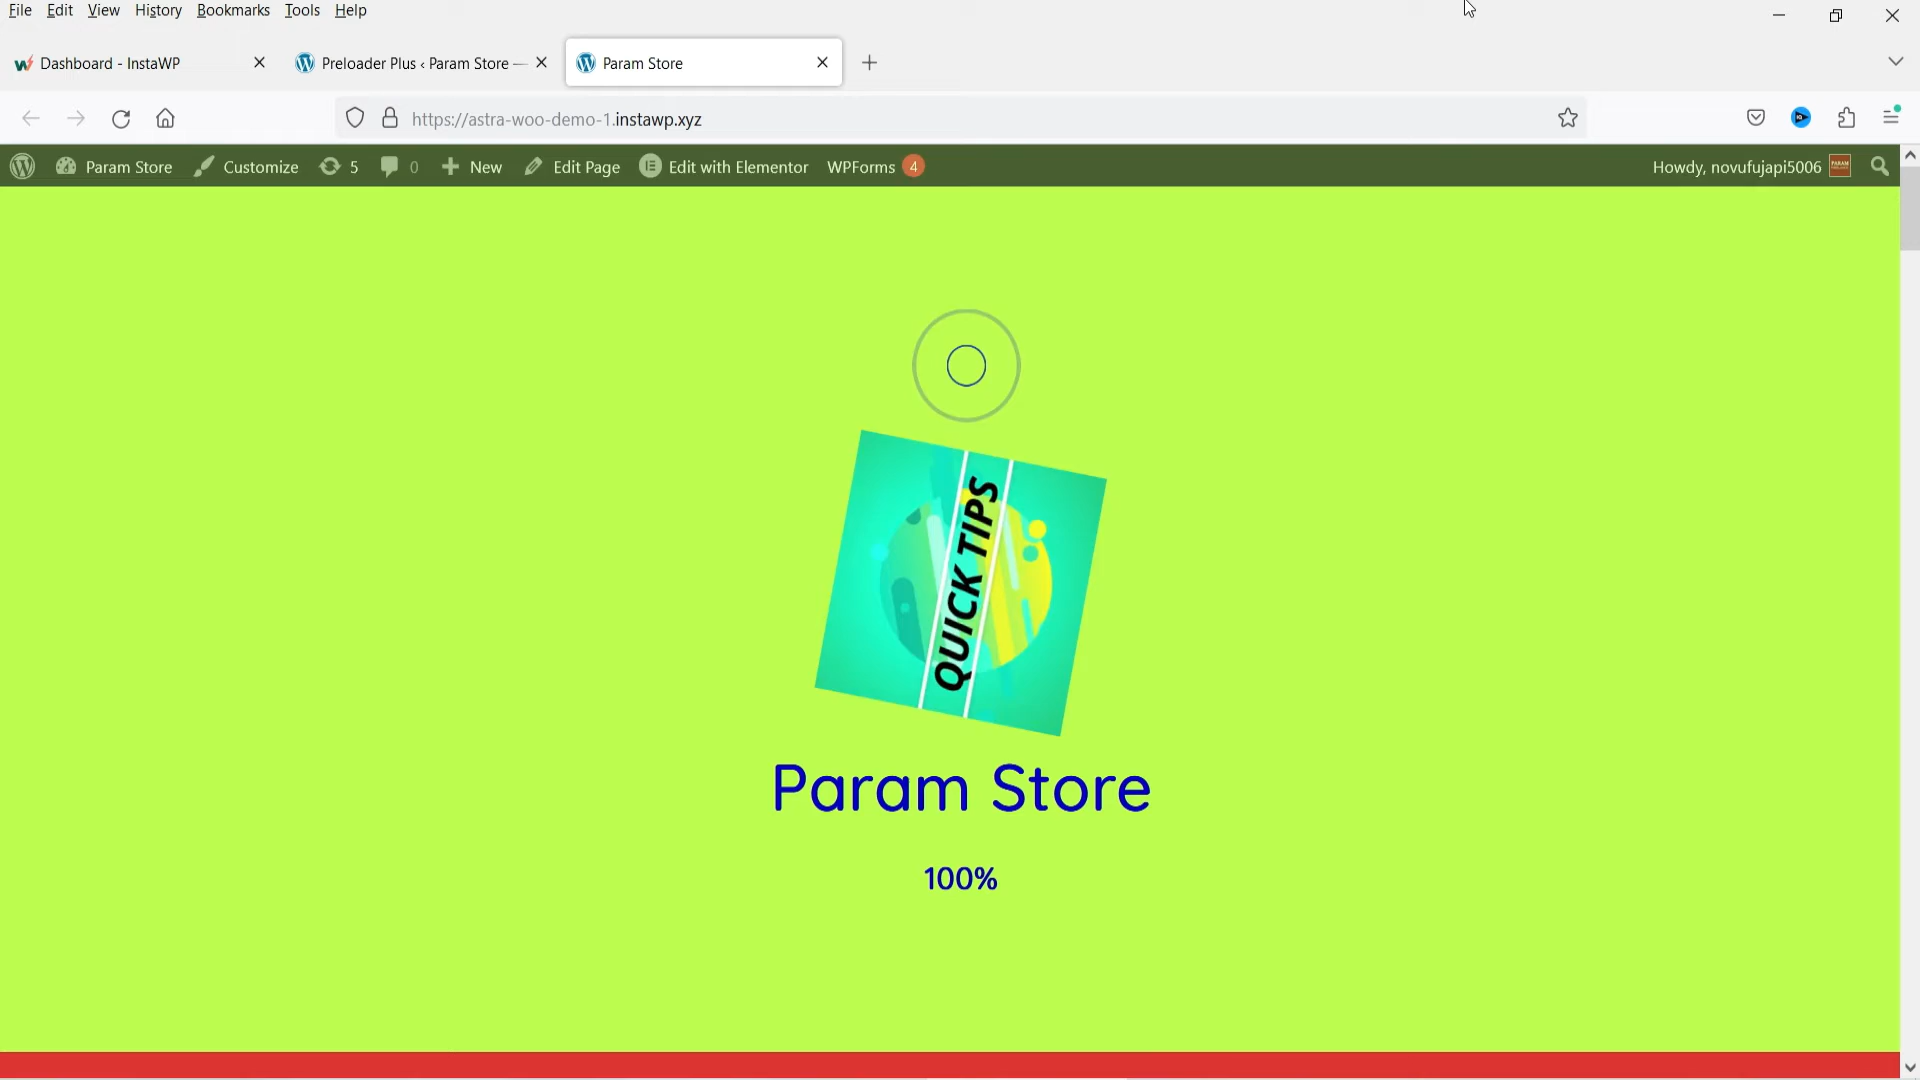 File Edit View History Bookmarks Tools Help
Dashboard - InstaWP
Preloader Plus ‹ Param Store —
Param Store
https://astra-woo-demo-1.instawp.xyz
Param Store Customize 5 0 New Edit Page Edit with Elementor WPForms 4 Howdy, novufujapi5006
QUICK TIPS
Param Store
100%